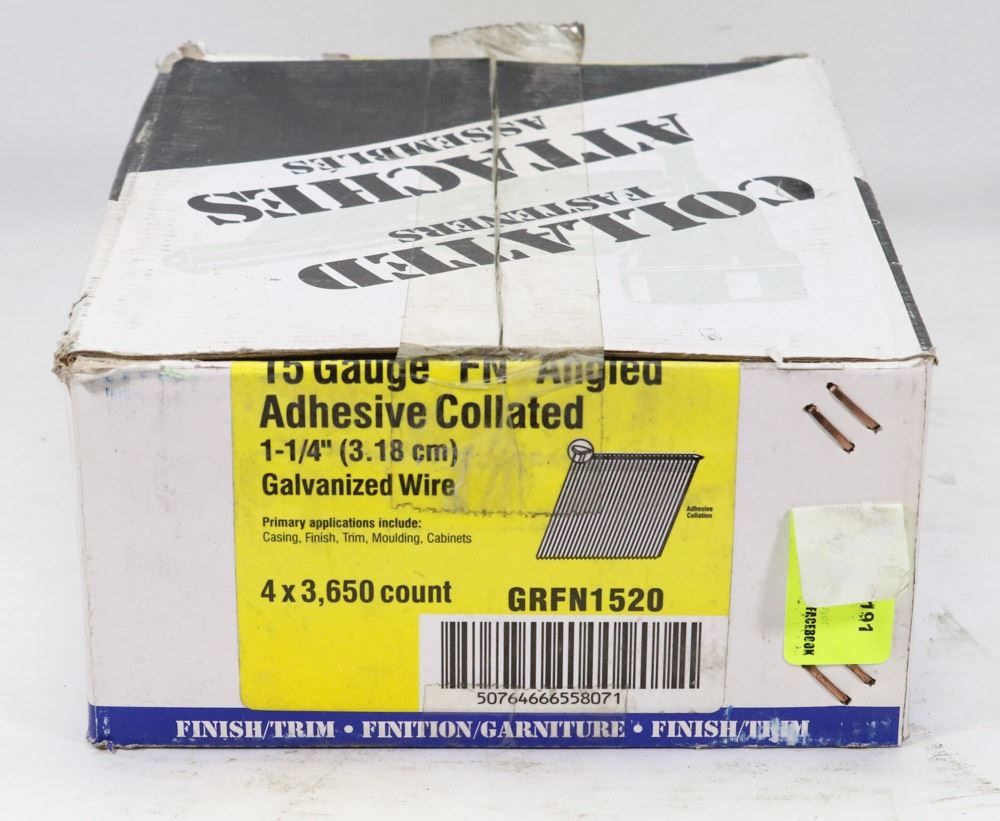 COLLATED
FASTENERS
ATTACHES
ASSEMBLÉS
15 Gauge "FN" Angled
Adhesive Collated
1-1/4" (3.18 cm)
Galvanized Wire
Primary applications include:
Casing, Finish, Trim, Moulding, Cabinets
Adhesive
Collation
4 x 3,650 count
GRFN1520
50764666558071
FINISH/TRIM • FINITION/GARNITURE • FINISH/TRIM
191
FACEBOOK